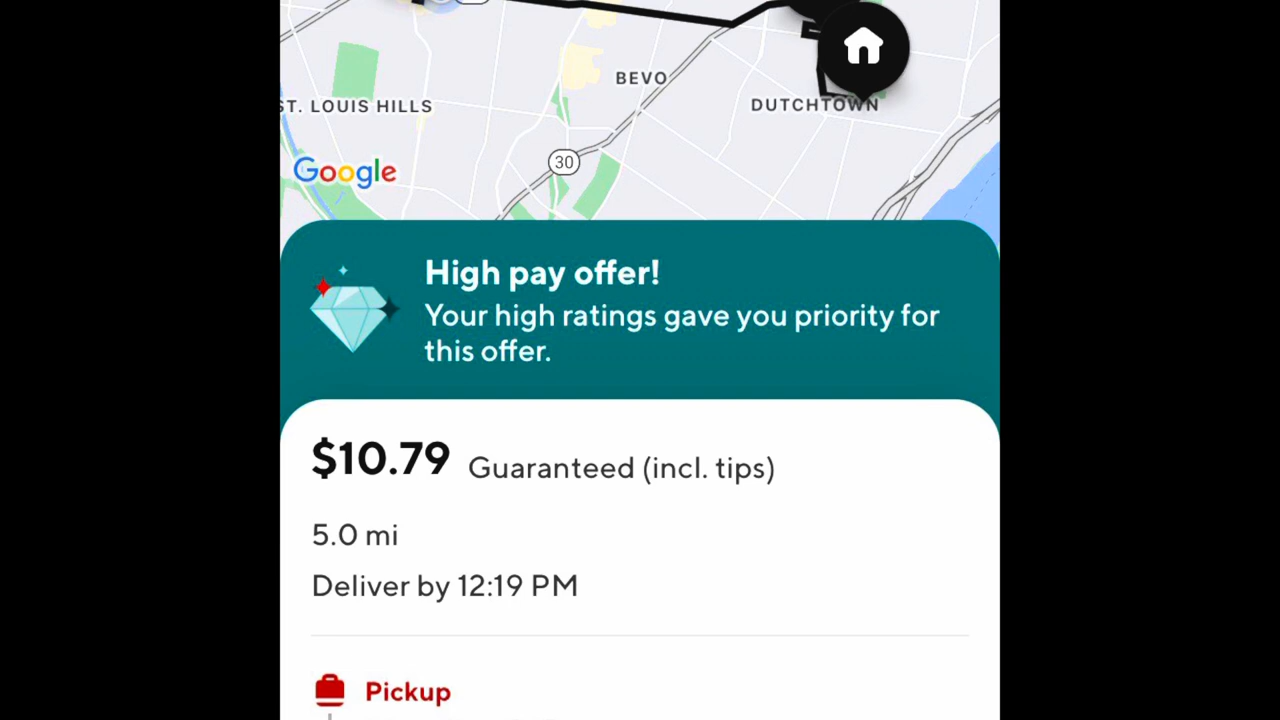 BEVO
ST. LOUIS HILLS
DUTCHTOWN
30
Google
High pay offer!
Your high ratings gave you priority for
this offer.
$10.79 Guaranteed (incl. tips)
5.0 mi
Deliver by 12:19 PM
Pickup